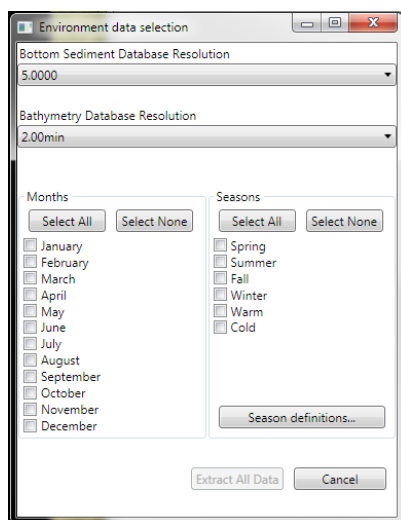 Environment data selection
Bottom Sediment Database Resolution
5.0000
Bathymetry Database Resolution
2.00min
Months
Select All Select None
January
February
March
April
May
June
July
August
September
October
November
December
Seasons
Select All Select None
Spring
Summer
Fall
Winter
Warm
Cold
Season definitions...
Extract All Data Cancel